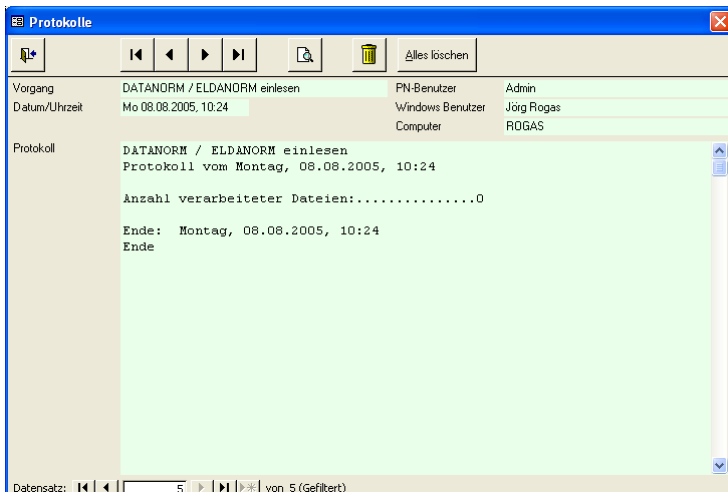 Protokolle
Alles löschen
Vorgang DATANORM / ELDANORM einlesen PN-Benutzer Admin
Datum/Uhrzeit Mo 08.08.2005, 10:24 Windows Benutzer Jörg Rogas
Computer ROGAS
Protokoll DATANORM / ELDANORM einlesen
Protokoll vom Montag, 08.08.2005, 10:24
Anzahl verarbeiteter Dateien:...............0
Ende: Montag, 08.08.2005, 10:24
Ende
Datensatz: 5 von 5 (Gefiltert)